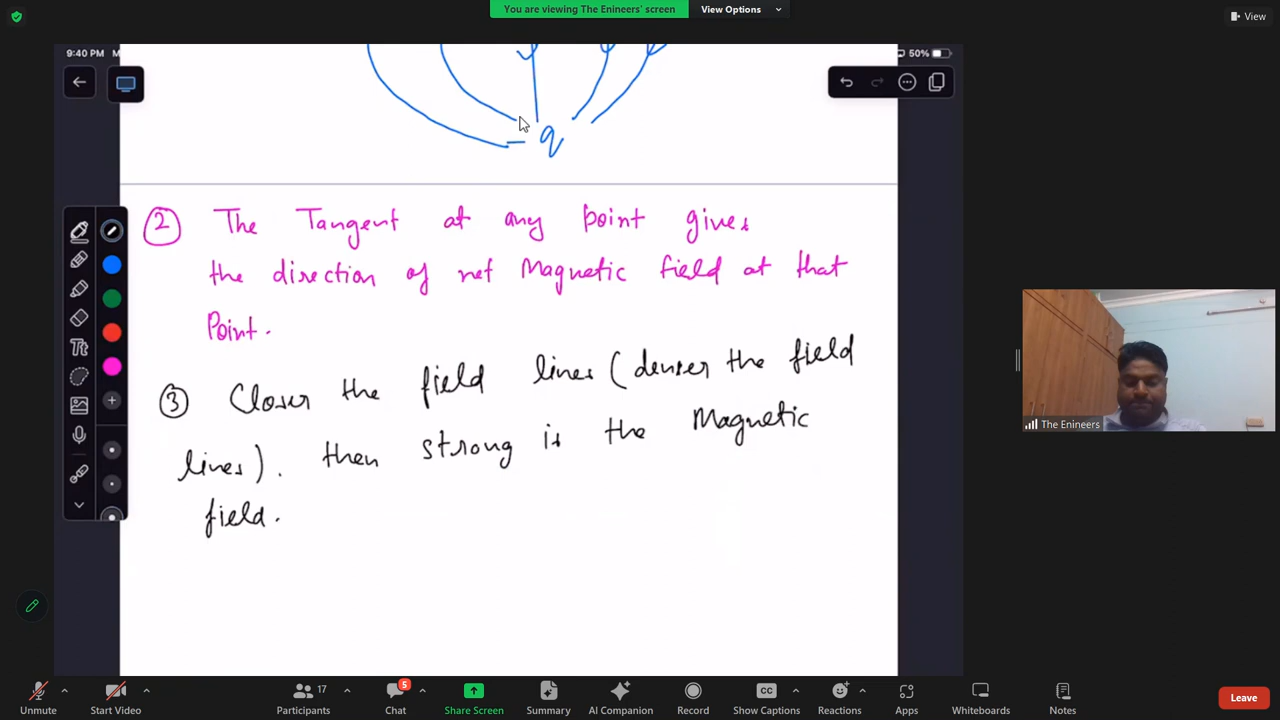 You are viewing The Enineers' screen
View Options
View
9:40 PM
50%
- q
2 The Tangent at any point gives
the direction of net Magnetic field at that
Point.
3 Closer the field lines (denser the field
lines). then strong is the Magnetic
field.
The Enineers
Unmute
Start Video
17
Participants
5
Chat
Share Screen
Summary
AI Companion
Record
CC
Show Captions
Reactions
Apps
Whiteboards
Notes
Leave